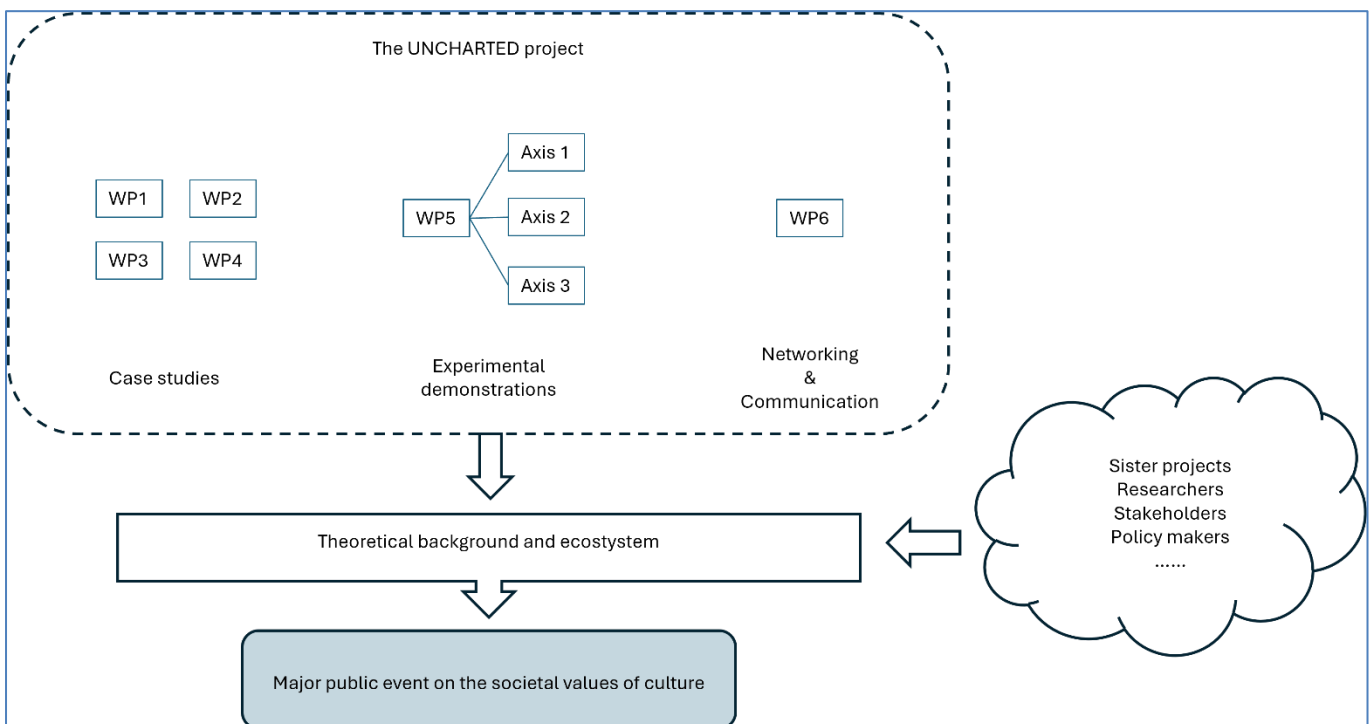 The UNCHARTED project
WP1
WP2
WP3
WP4
Case studies
WP5
Axis 1
Axis 2
Axis 3
Experimental
demonstrations
WP6
Networking
&
Communication
Sister projects
Researchers
Stakeholders
Policy makers
......
Theoretical background and ecostystem
Major public event on the societal values of culture